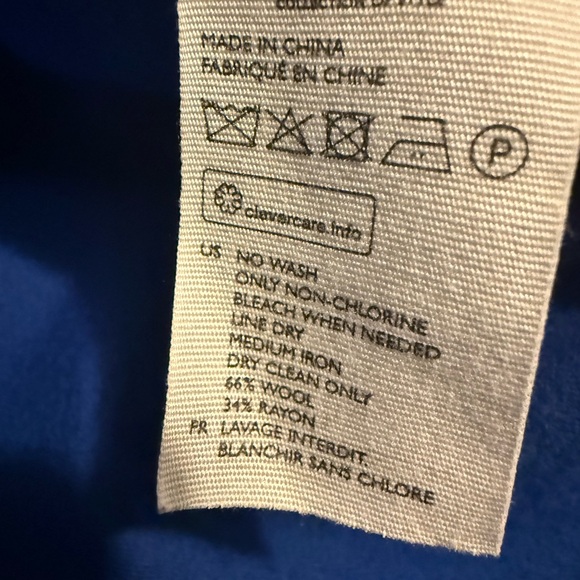 MADE IN CHINA
FABRIQUÉ EN CHINE
P
clevercare.info
US NO WASH
ONLY NON-CHLORINE
BLEACH WHEN NEEDED
LINE DRY
MEDIUM IRON
DRY CLEAN ONLY
66% WOOL
34% RAYON
FR LAVAGE INTERDIT.
BLANCHIR SANS CHLORE